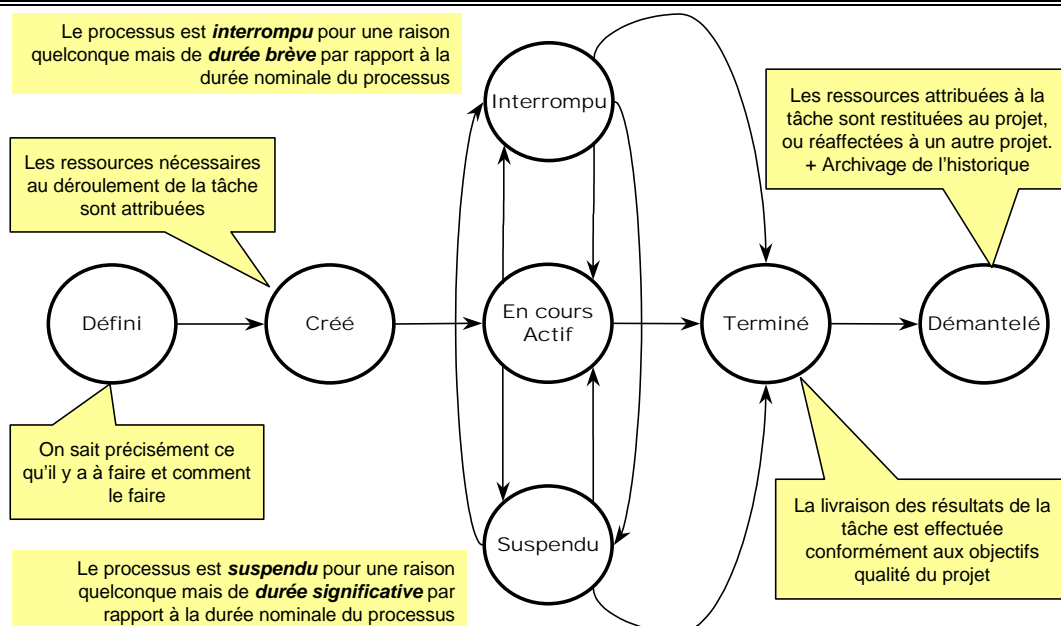 Le processus est interrompu pour une raison
quelconque mais de durée brève par rapport à la
durée nominale du processus
Interrompu
Les ressources attribuées à la
tâche sont restituées au projet,
ou réaffectées à un autre projet.
+ Archivage de l'historique
Les ressources nécessaires
au déroulement de la tâche
sont attribuées
Défini
Créé
En cours
Actif
Terminé
Démantelé
On sait précisément ce
qu'il y a à faire et comment
le faire
La livraison des résultats de la
tâche est effectuée
conformément aux objectifs
qualité du projet
Suspendu
Le processus est suspendu pour une raison
quelconque mais de durée significative par
rapport à la durée nominale du processus